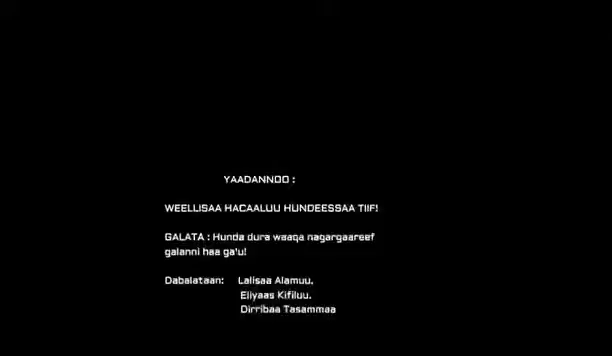 YAADANNOO :
WEELLISAA HACAALUU HUNDEESSAA TIIF!
GALATA : Hunda dura waaqa nagargaareef
galanni haa ga'u!
Dabalataan: Lalisaa Alamuu,
Eliyaas Kifiluu,
Dirribaa Tasammaa